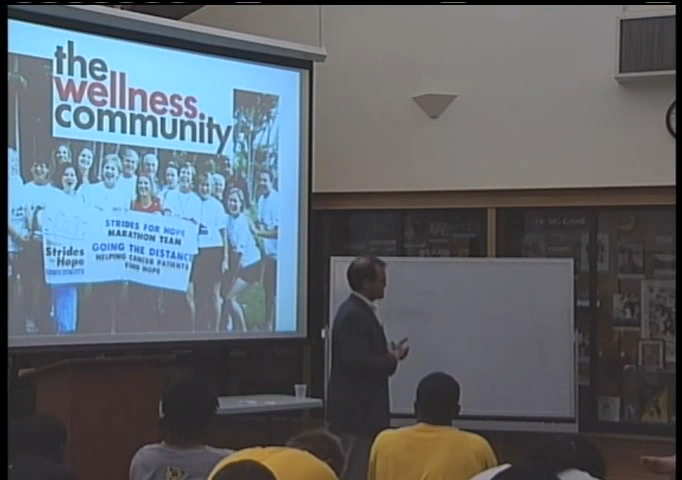 the
wellness
community
STRIDES FOR HOPE
MARATHON TEAM
GOING THE DISTANCE
HELPING CANCER PATIENTS
FIND HOPE
Strides
Hope